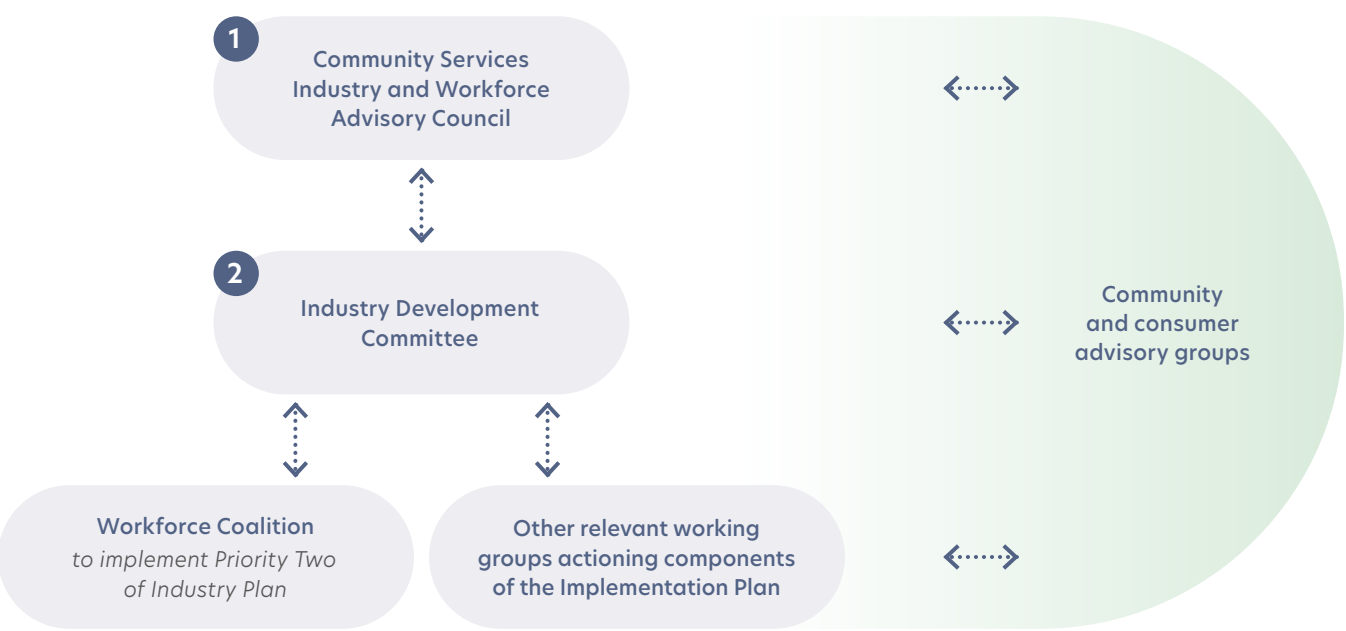 1
Community Services
Industry and Workforce
Advisory Council
2
Industry Development
Committee
Community
and consumer
advisory groups
Workforce Coalition
to implement Priority Two
of Industry Plan
Other relevant working
groups actioning components
of the Implementation Plan